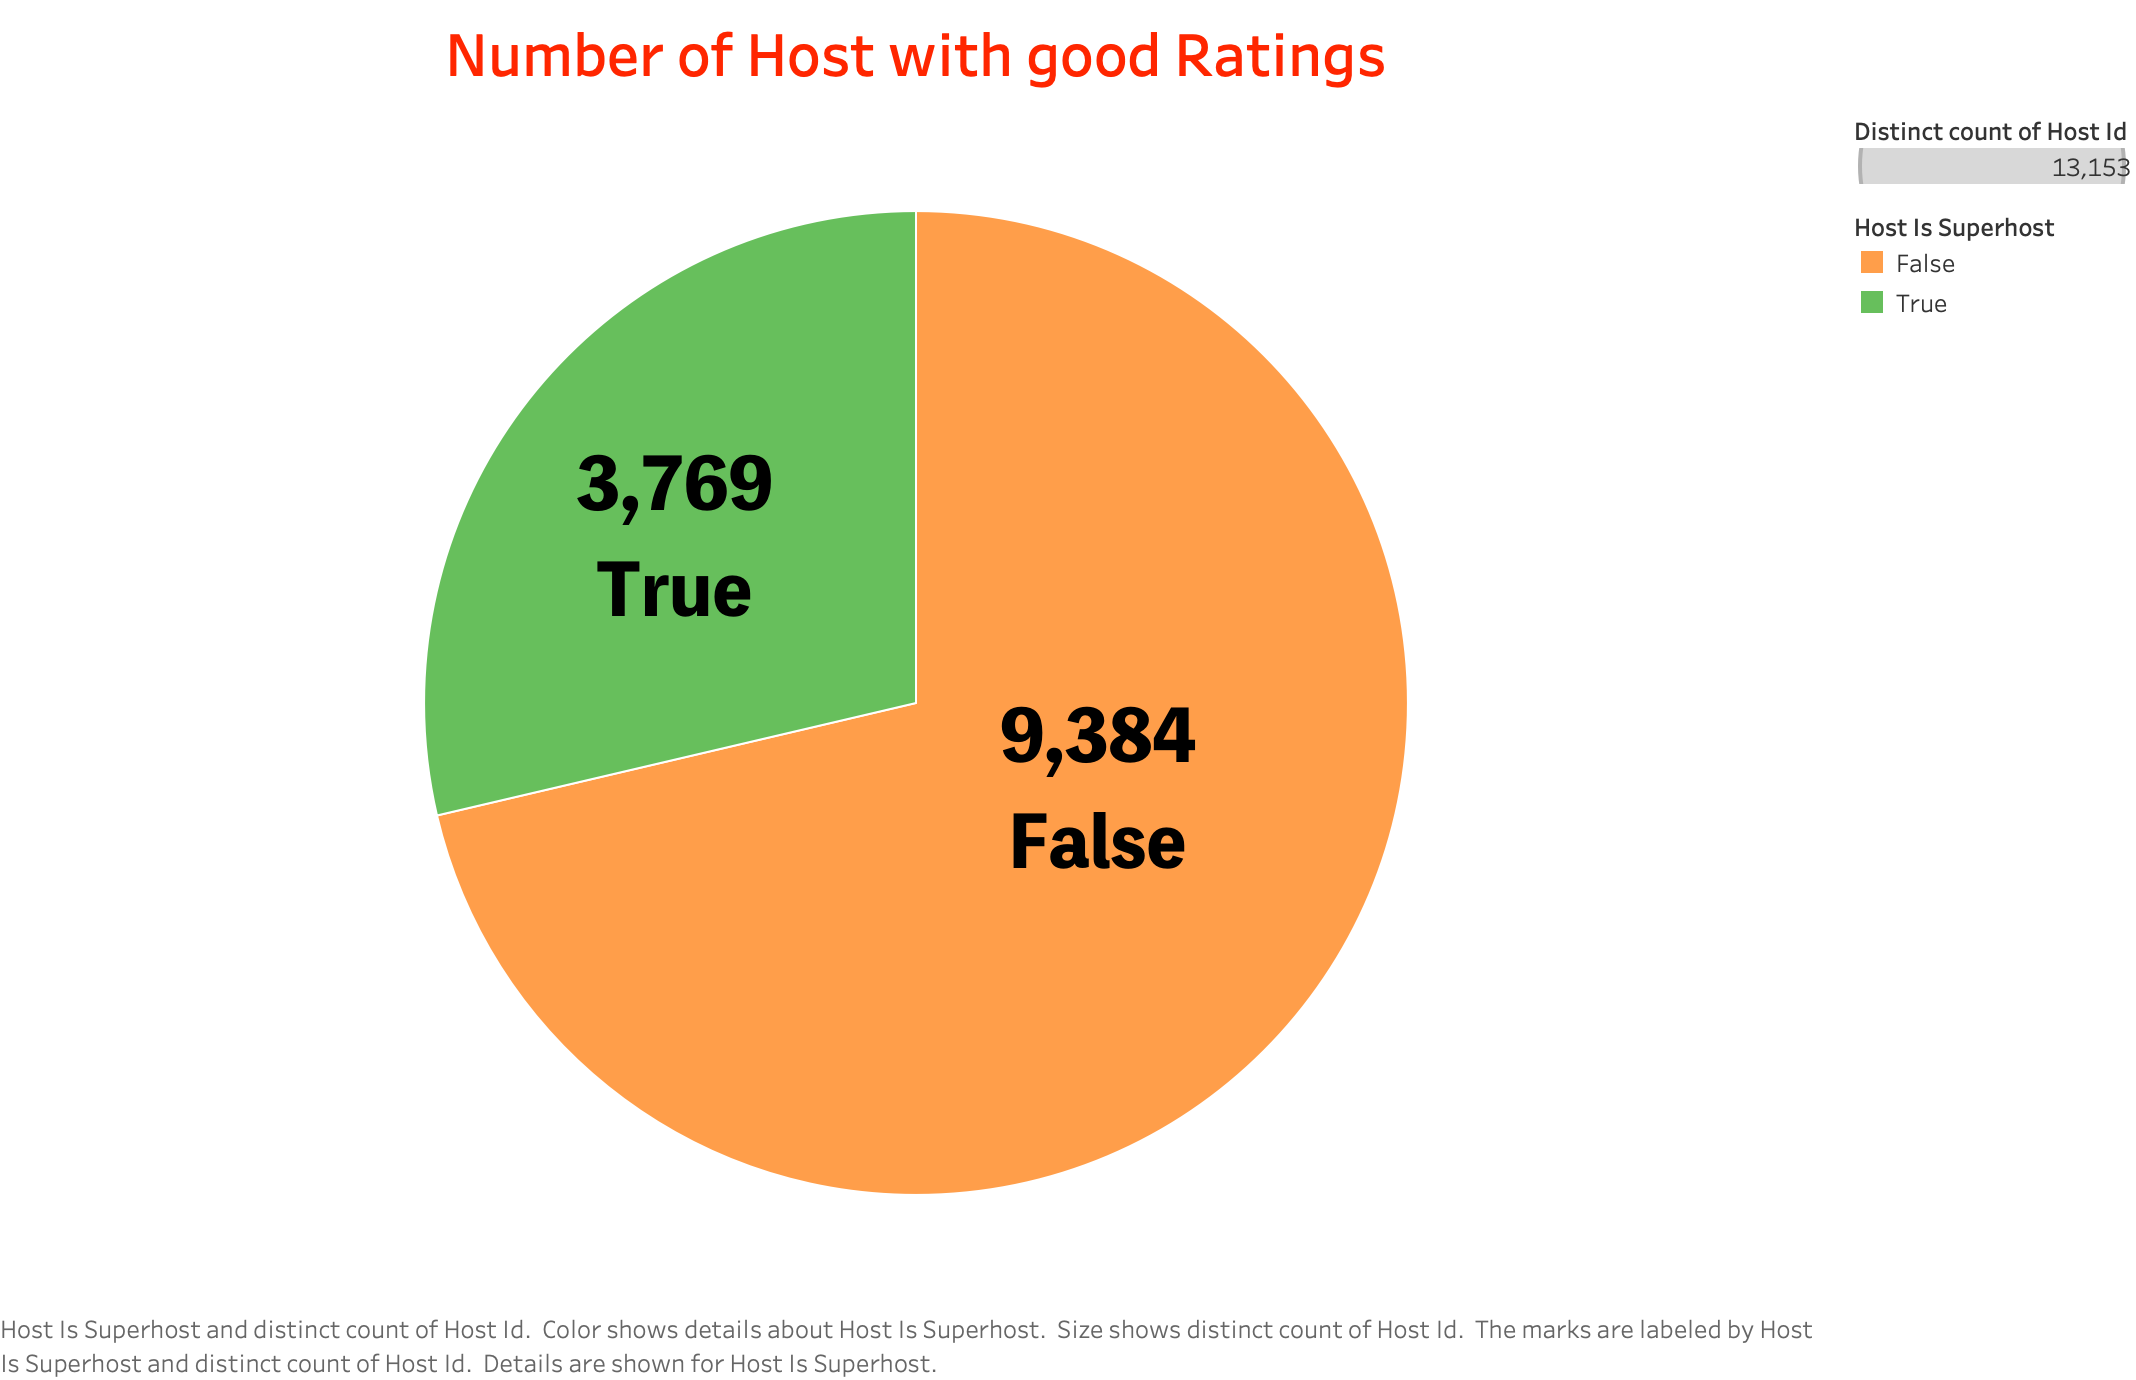 Number of Host with good Ratings
Distinct count of Host Id
13,153
Host Is Superhost
False
True
3,769
True
9,384
False
Host Is Superhost and distinct count of Host Id.  Color shows details about Host Is Superhost.  Size shows distinct count of Host Id.  The marks are labeled by Host
Is Superhost and distinct count of Host Id.  Details are shown for Host Is Superhost.